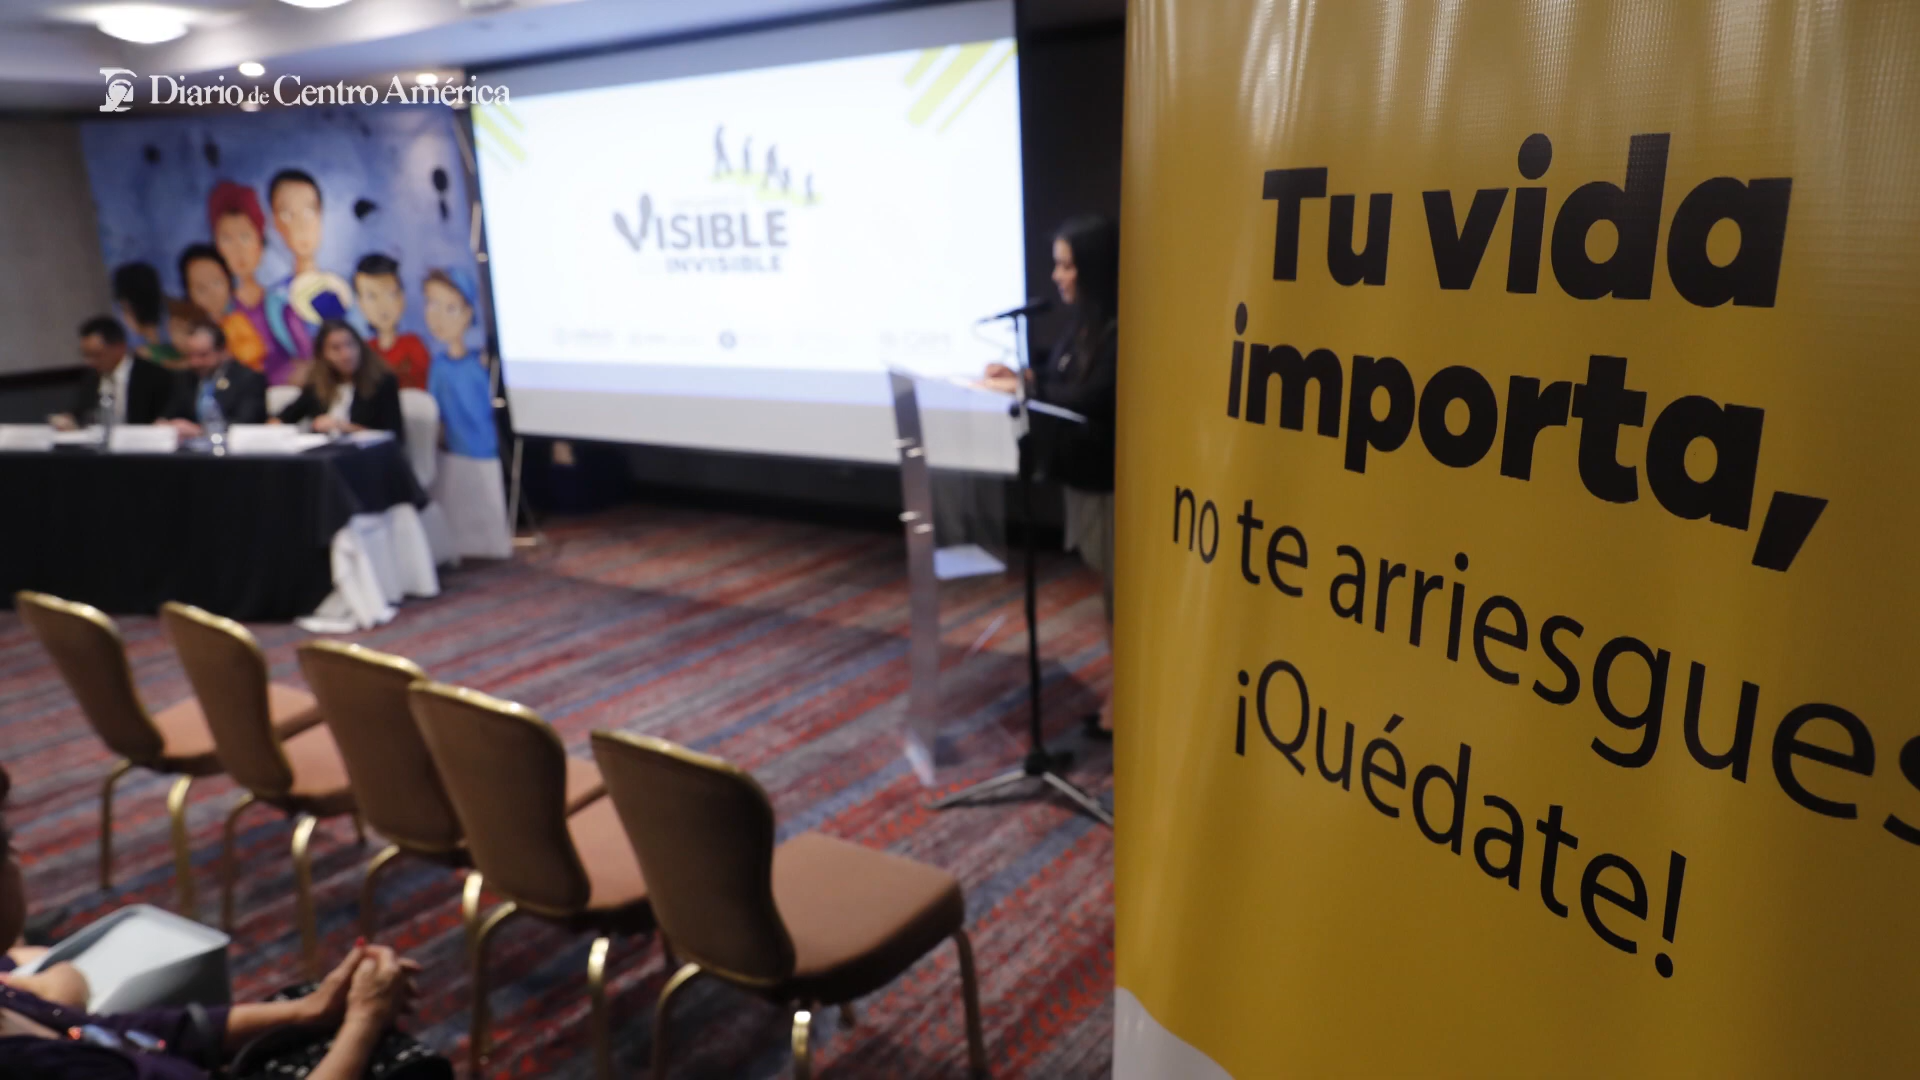 Diario de Centro América
VISIBLE
INVISIBLE
Tu vida
importa,
no te arriesgues
¡Quédate!